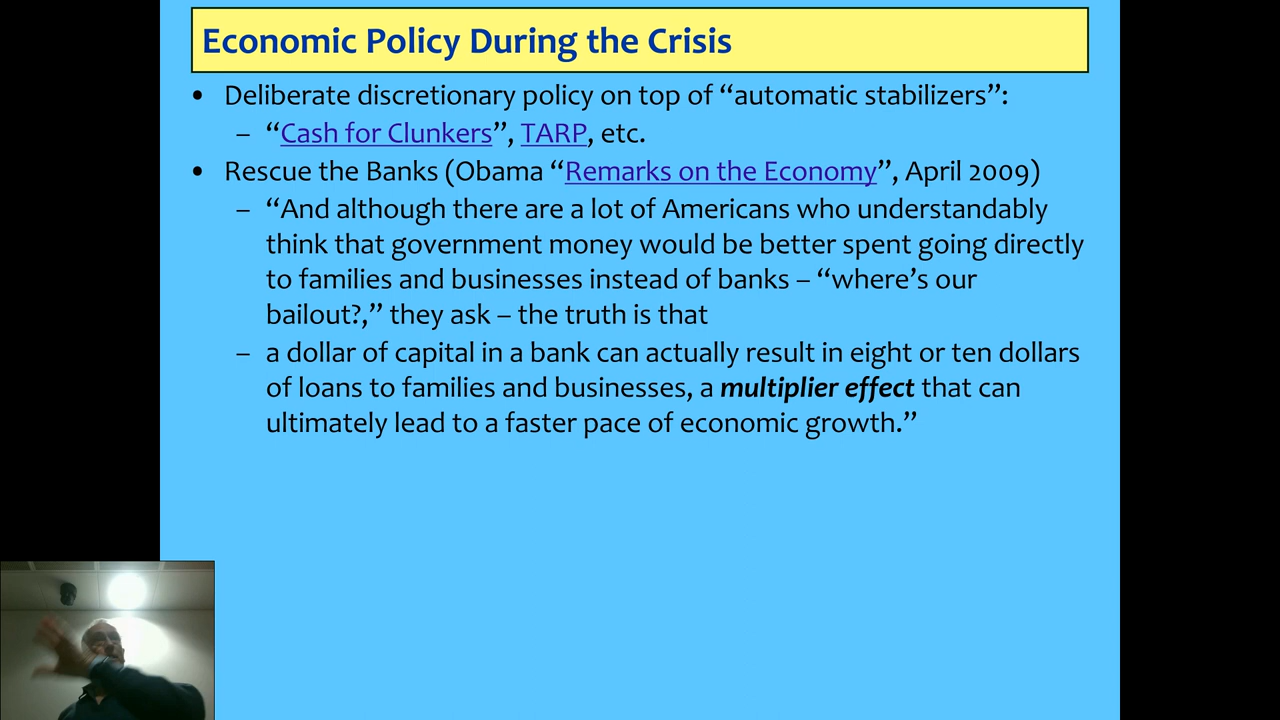 Economic Policy During the Crisis
• Deliberate discretionary policy on top of “automatic stabilizers”:
– “Cash for Clunkers”, TARP, etc.
• Rescue the Banks (Obama “Remarks on the Economy”, April 2009)
– “And although there are a lot of Americans who understandably
think that government money would be better spent going directly
to families and businesses instead of banks – “where’s our
bailout?,” they ask – the truth is that
– a dollar of capital in a bank can actually result in eight or ten dollars
of loans to families and businesses, a multiplier effect that can
ultimately lead to a faster pace of economic growth.”